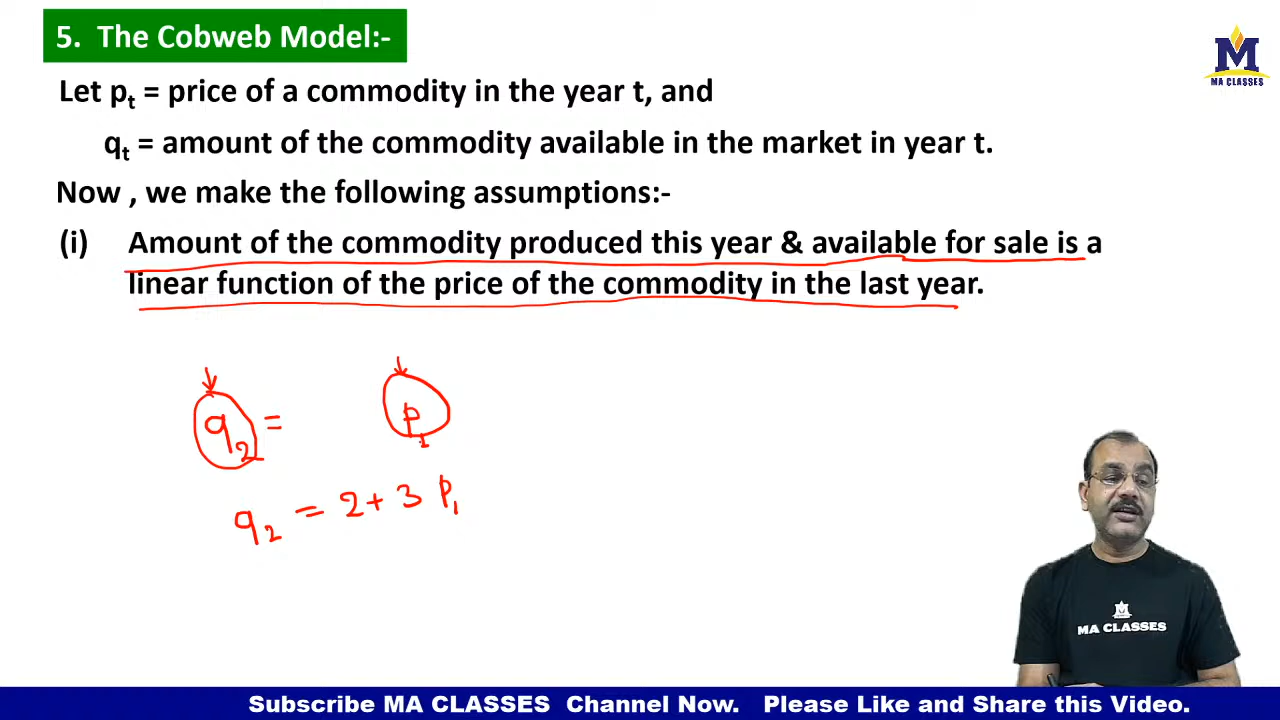 5. The Cobweb Model:-
M
MA CLASSES
Let pt = price of a commodity in the year t, and
qt = amount of the commodity available in the market in year t.
Now , we make the following assumptions:-
(i) Amount of the commodity produced this year & available for sale is a
linear function of the price of the commodity in the last year.
q2 = p1
q2 = 2 + 3 p1
MA CLASSES
Subscribe MA CLASSES Channel Now. Please Like and Share this Video.